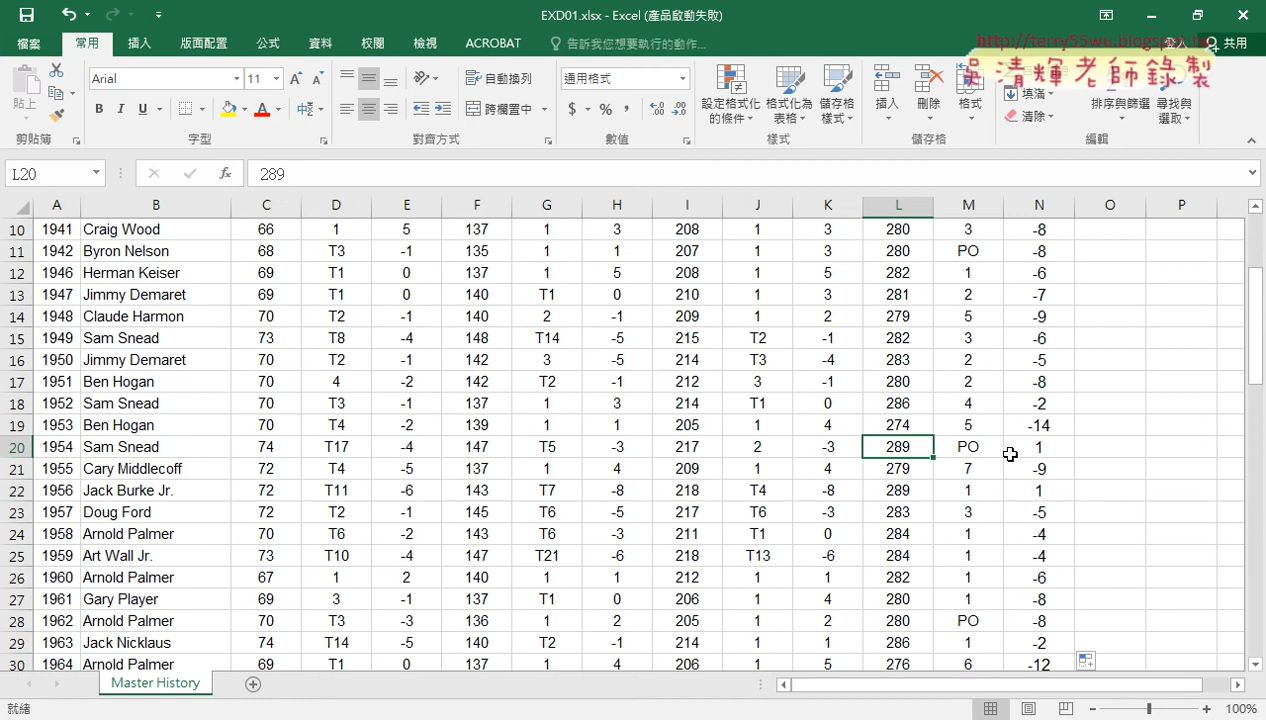 EXD01.xlsx - Excel (產品啟動失敗)
檔案 常用 插入 版面配置 公式 資料 校閱 檢視 ACROBAT 告訴我您想要執行的動作... 登入 共用
http://terry55wu.blogspot.tw
吳清輝老師錄製
貼上 Arial 11 自動換列 通用格式 設定格式化的條件 格式化為表格 儲存格樣式 插入 刪除 格式 填滿 清除 排序與篩選 尋找與選取
B I U 中 跨欄置中 $ % ,
剪貼簿 字型 對齊方式 數值 樣式 儲存格 編輯
L20 fx 289
A B C D E F G H I J K L M N O P
10 1941 Craig Wood 66 1 5 137 1 3 208 1 3 280 3 -8
11 1942 Byron Nelson 68 T3 -1 135 1 1 207 1 3 280 PO -8
12 1946 Herman Keiser 69 T1 0 137 1 5 208 1 5 282 1 -6
13 1947 Jimmy Demaret 69 T1 0 140 T1 0 210 1 3 281 2 -7
14 1948 Claude Harmon 70 T2 -1 140 2 -1 209 1 2 279 5 -9
15 1949 Sam Snead 73 T8 -4 148 T14 -5 215 T2 -1 282 3 -6
16 1950 Jimmy Demaret 70 T2 -1 142 3 -5 214 T3 -4 283 2 -5
17 1951 Ben Hogan 70 4 -2 142 T2 -1 212 3 -1 280 2 -8
18 1952 Sam Snead 70 T3 -1 137 1 3 214 T1 0 286 4 -2
19 1953 Ben Hogan 70 T4 -2 139 1 1 205 1 4 274 5 -14
20 1954 Sam Snead 74 T17 -4 147 T5 -3 217 2 -3 289 PO 1
21 1955 Cary Middlecoff 72 T4 -5 137 1 4 209 1 4 279 7 -9
22 1956 Jack Burke Jr. 72 T11 -6 143 T7 -8 218 T4 -8 289 1 1
23 1957 Doug Ford 72 T2 -1 145 T6 -5 217 T6 -3 283 3 -5
24 1958 Arnold Palmer 70 T6 -2 143 T6 -3 211 T1 0 284 1 -4
25 1959 Art Wall Jr. 73 T10 -4 147 T21 -6 218 T13 -6 284 1 -4
26 1960 Arnold Palmer 67 1 2 140 1 1 212 1 1 282 1 -6
27 1961 Gary Player 69 3 -1 137 T1 0 206 1 4 280 1 -8
28 1962 Arnold Palmer 70 T3 -3 136 1 2 205 1 2 280 PO -8
29 1963 Jack Nicklaus 74 T14 -5 140 T2 -1 214 1 1 286 1 -2
30 1964 Arnold Palmer 69 T1 0 137 1 4 206 1 5 276 6 -12
Master History
就緒 100%